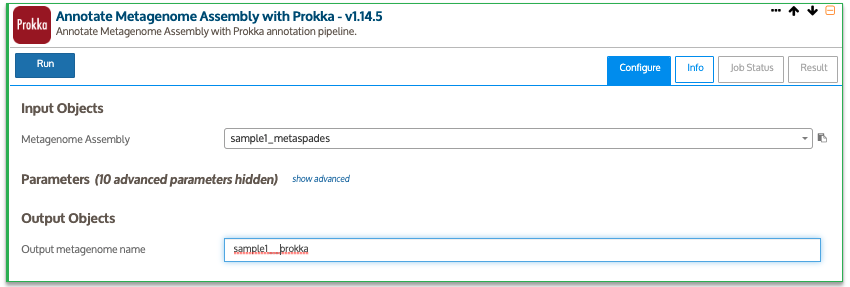 Prokka
Annotate Metagenome Assembly with Prokka - v1.14.5
Annotate Metagenome Assembly with Prokka annotation pipeline.
Run
Configure Info Job Status Result
Input Objects
Metagenome Assembly sample1_metaspades
Parameters (10 advanced parameters hidden) show advanced
Output Objects
Output metagenome name sample1__prokka